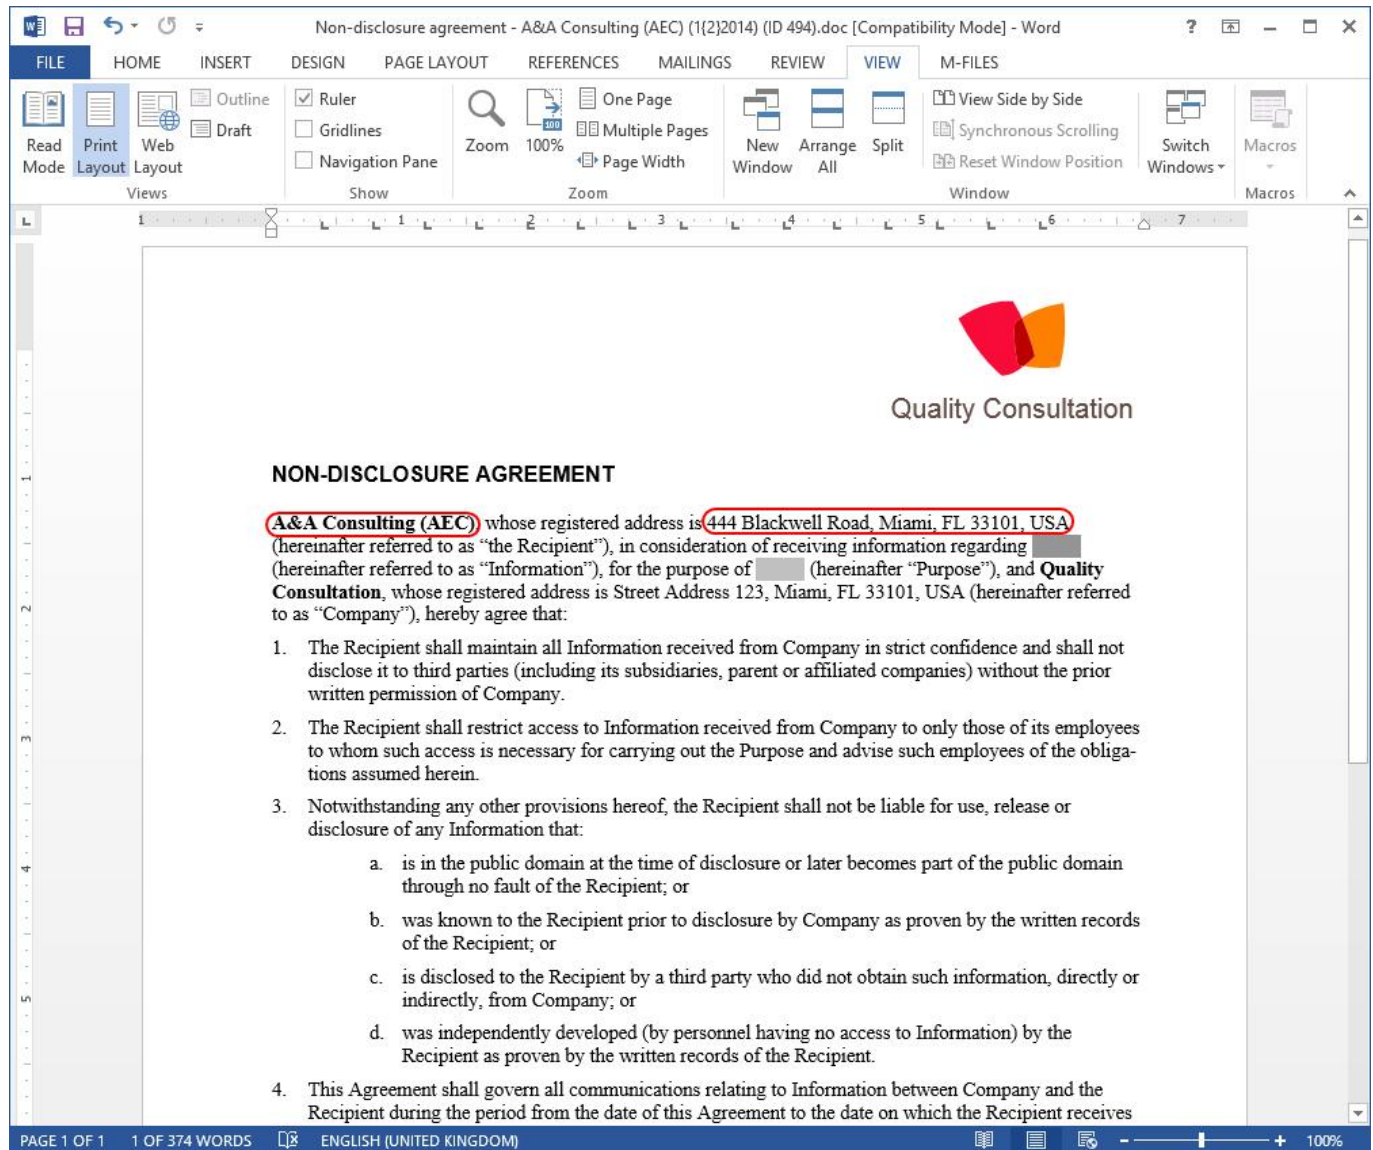 Non-disclosure agreement - A&A Consulting (AEC) (1{2}2014) (ID 494).doc [Compatibility Mode] - Word
FILE HOME INSERT DESIGN PAGE LAYOUT REFERENCES MAILINGS REVIEW VIEW M-FILES
Read Mode
Print Layout
Web Layout
Outline
Draft
Views
Ruler
Gridlines
Navigation Pane
Show
Zoom
100
100%
One Page
Multiple Pages
Page Width
Zoom
New Window
Arrange All
Split
View Side by Side
Synchronous Scrolling
Reset Window Position
Window
Switch Windows
Macros
Macros
1 1 2 3 4 5 6 7
Quality Consultation
NON-DISCLOSURE AGREEMENT
A&A Consulting (AEC), whose registered address is 444 Blackwell Road, Miami, FL 33101, USA
(hereinafter referred to as “the Recipient”), in consideration of receiving information regarding
(hereinafter referred to as “Information”), for the purpose of (hereinafter “Purpose”), and Quality
Consultation, whose registered address is Street Address 123, Miami, FL 33101, USA (hereinafter referred
to as “Company”), hereby agree that:
1. The Recipient shall maintain all Information received from Company in strict confidence and shall not
disclose it to third parties (including its subsidiaries, parent or affiliated companies) without the prior
written permission of Company.
2. The Recipient shall restrict access to Information received from Company to only those of its employees
to whom such access is necessary for carrying out the Purpose and advise such employees of the obliga-
tions assumed herein.
3. Notwithstanding any other provisions hereof, the Recipient shall not be liable for use, release or
disclosure of any Information that:
a. is in the public domain at the time of disclosure or later becomes part of the public domain
through no fault of the Recipient; or
b. was known to the Recipient prior to disclosure by Company as proven by the written records
of the Recipient; or
c. is disclosed to the Recipient by a third party who did not obtain such information, directly or
indirectly, from Company; or
d. was independently developed (by personnel having no access to Information) by the
Recipient as proven by the written records of the Recipient.
4. This Agreement shall govern all communications relating to Information between Company and the
Recipient during the period from the date of this Agreement to the date on which the Recipient receives
1
2
3
4
5
PAGE 1 OF 1 1 OF 374 WORDS ENGLISH (UNITED KINGDOM) 100%